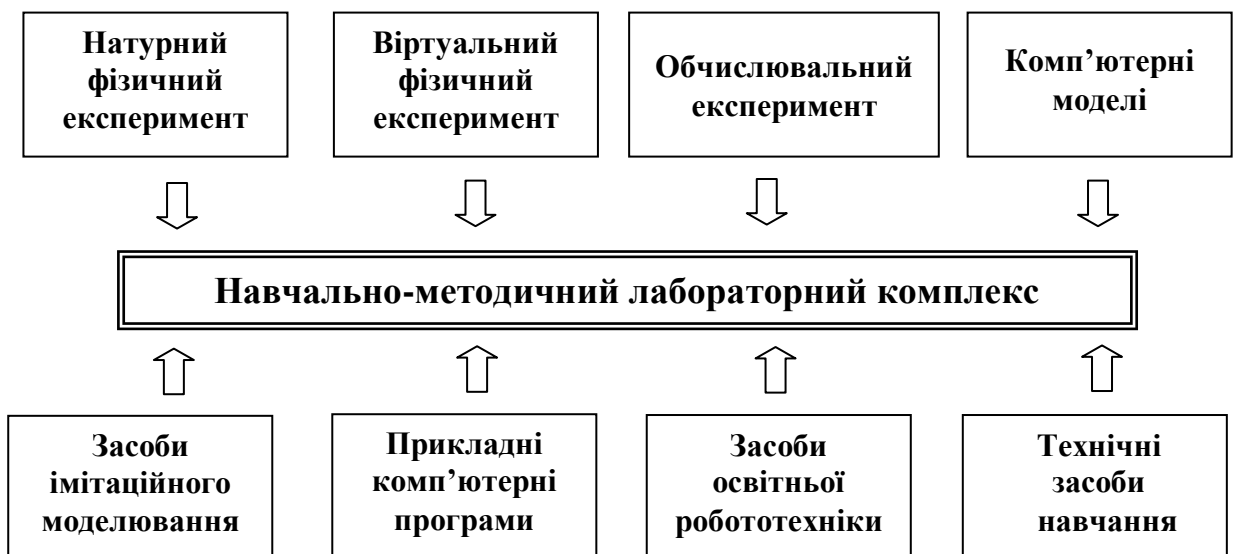 Натурний
фізичний
експеримент
Віртуальний
фізичний
експеримент
Обчислювальний
експеримент
Комп’ютерні
моделі
Навчально-методичний лабораторний комплекс
Засоби
імітаційного
моделювання
Прикладні
комп’ютерні
програми
Засоби
освітньої
робототехніки
Технічні
засоби
навчання